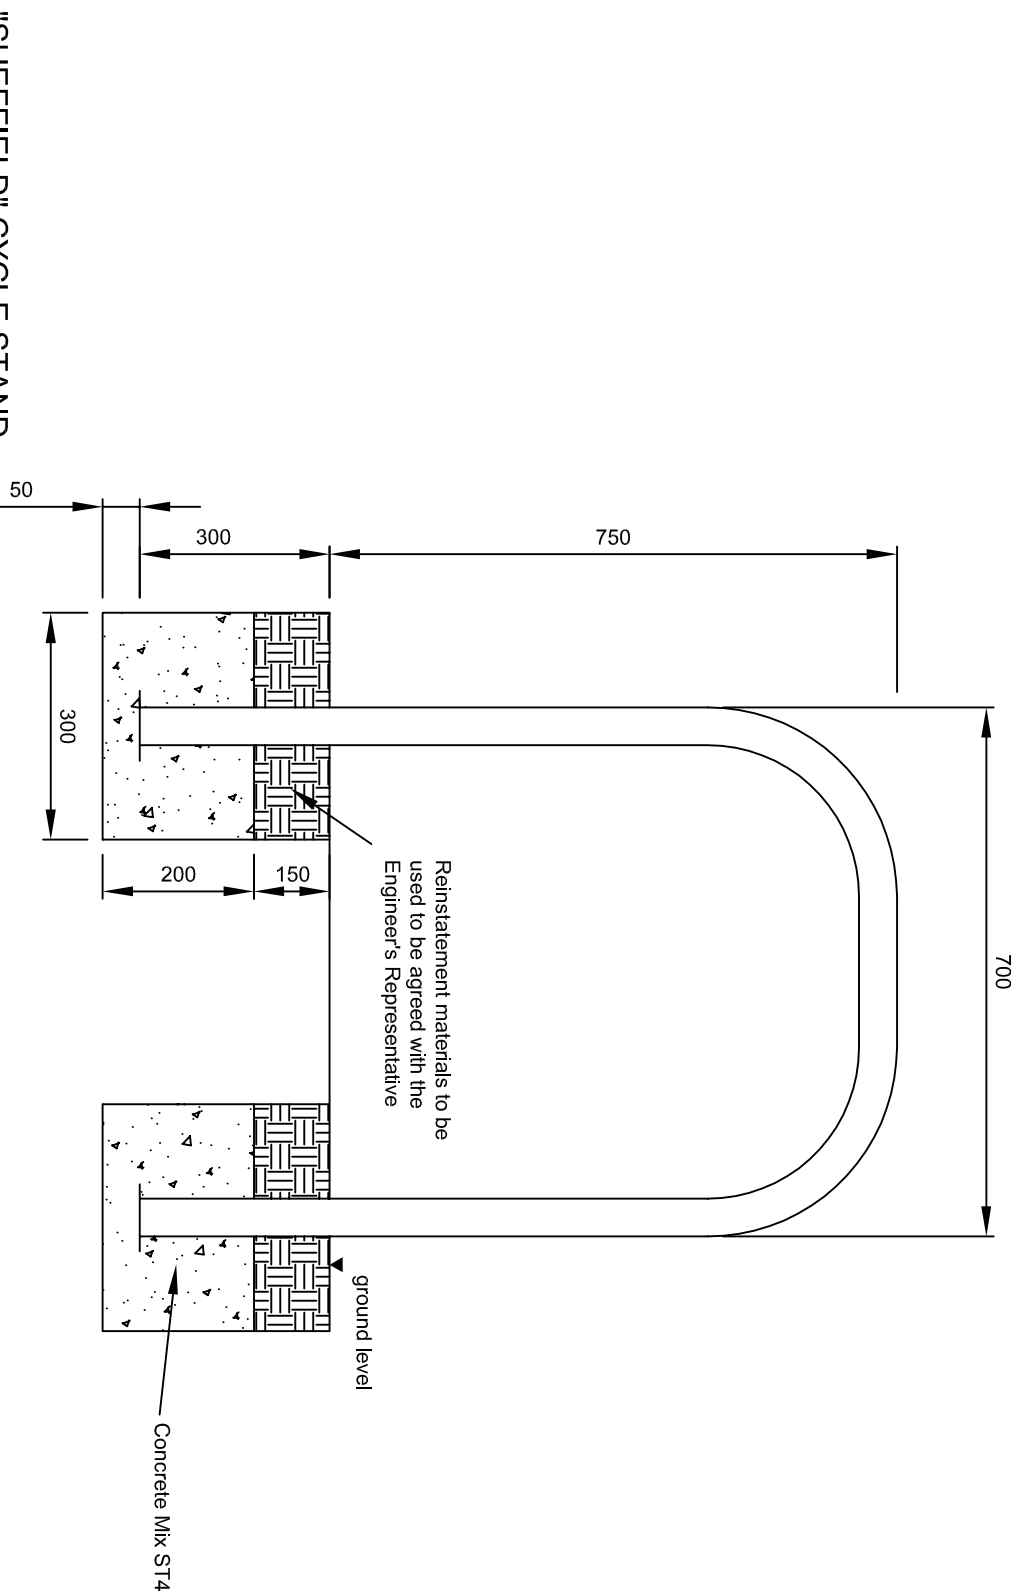 700
750
300
50
Reinstatement materials to be
used to be agreed with the
Engineer's Representative
ground level
150
200
300
Concrete Mix ST4
"SHEFFIELD" CYCLE STAND